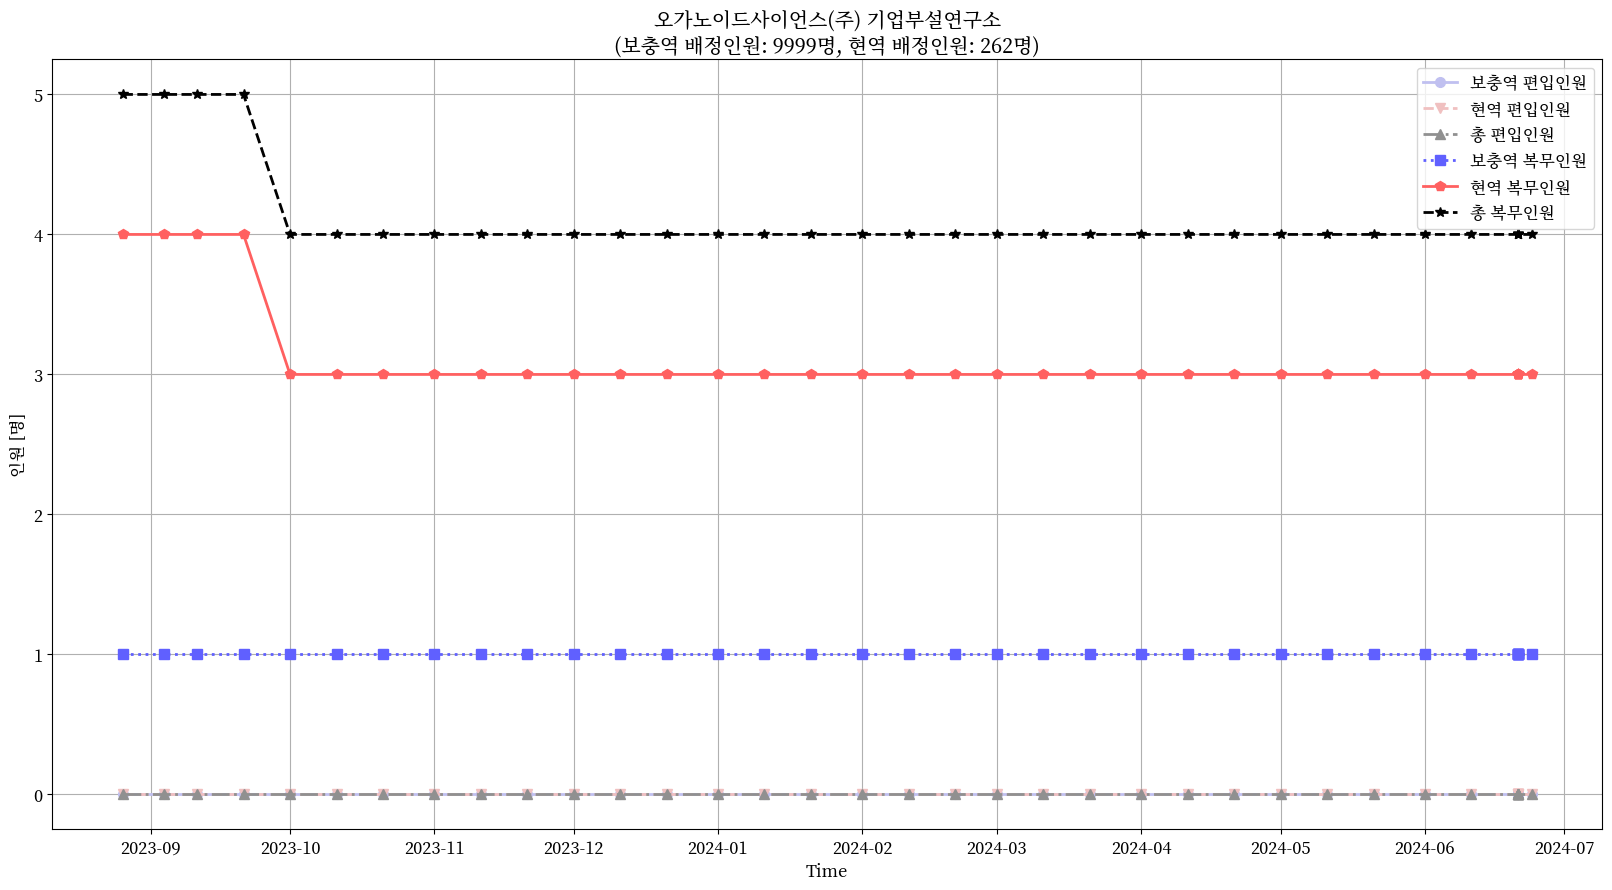 오가노이드사이언스(주) 기업부설연구소
(보충역 배정인원: 9999명, 현역 배정인원: 262명)
보충역 편입인원
현역 편입인원
총 편입인원
보충역 복무인원
현역 복무인원
총 복무인원
인원 [명]
5
4
3
2
1
0
2023-09 2023-10 2023-11 2023-12 2024-01 2024-02 2024-03 2024-04 2024-05 2024-06 2024-07
Time